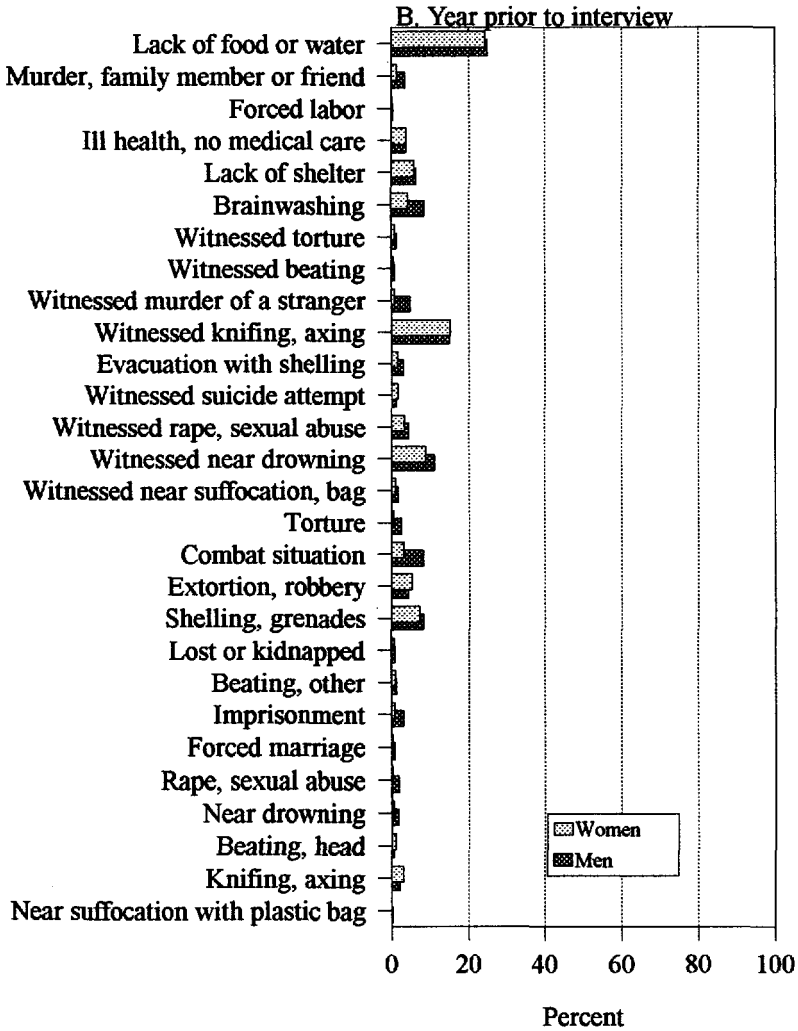 B. Year prior to interview
Lack of food or water
Murder, family member or friend
Forced labor
Ill health, no medical care
Lack of shelter
Brainwashing
Witnessed torture
Witnessed beating
Witnessed murder of a stranger
Witnessed knifing, axing
Evacuation with shelling
Witnessed suicide attempt
Witnessed rape, sexual abuse
Witnessed near drowning
Witnessed near suffocation, bag
Torture
Combat situation
Extortion, robbery
Shelling, grenades
Lost or kidnapped
Beating, other
Imprisonment
Forced marriage
Rape, sexual abuse
Near drowning
Beating, head
Knifing, axing
Near suffocation with plastic bag
Women
Men
0 20 40 60 80 100
Percent